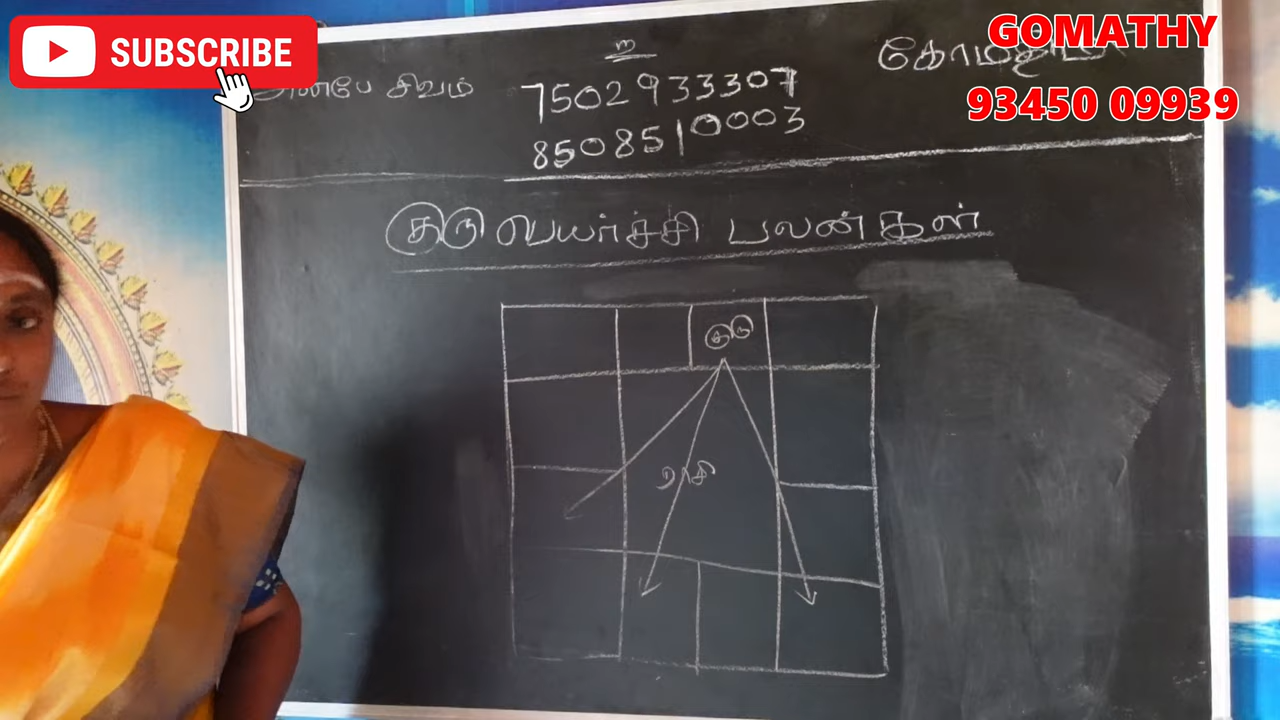 SUBSCRIBE
GOMATHY
93450 09939
உ
அன்பே சிவம்
7502933307
8508510003
கோமதி
குரு பெயர்ச்சி பலன்கள்
குரு
ராசி